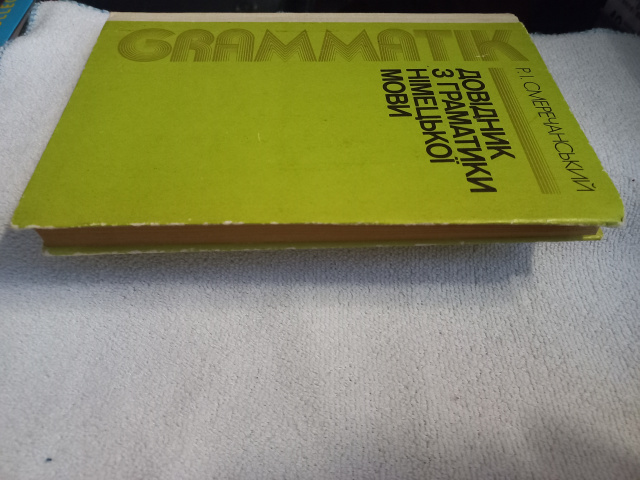 Р. І. СМЕРЕЧАНСЬКИЙ
ДОВІДНИК
З ГРАМАТИКИ
НІМЕЦЬКОЇ
МОВИ
GRAMMATIK